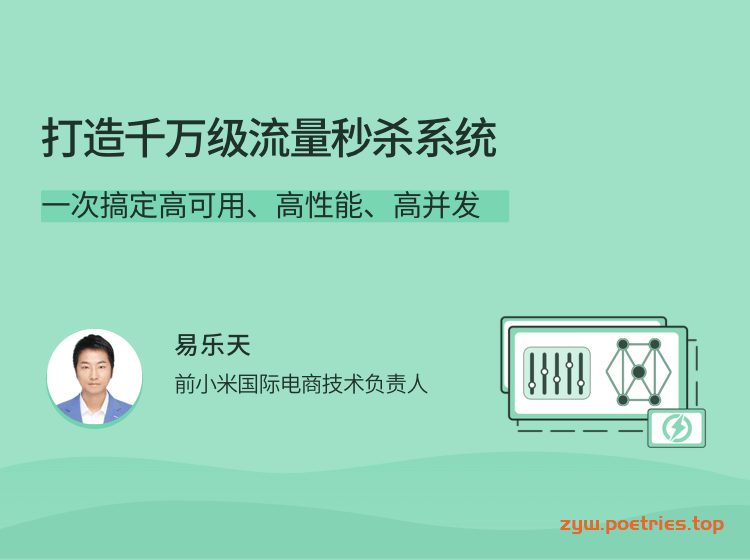 打造千万级流量秒杀系统
一次搞定高可用、高性能、高并发
易乐天
前小米国际电商技术负责人
zyw.poetries.top